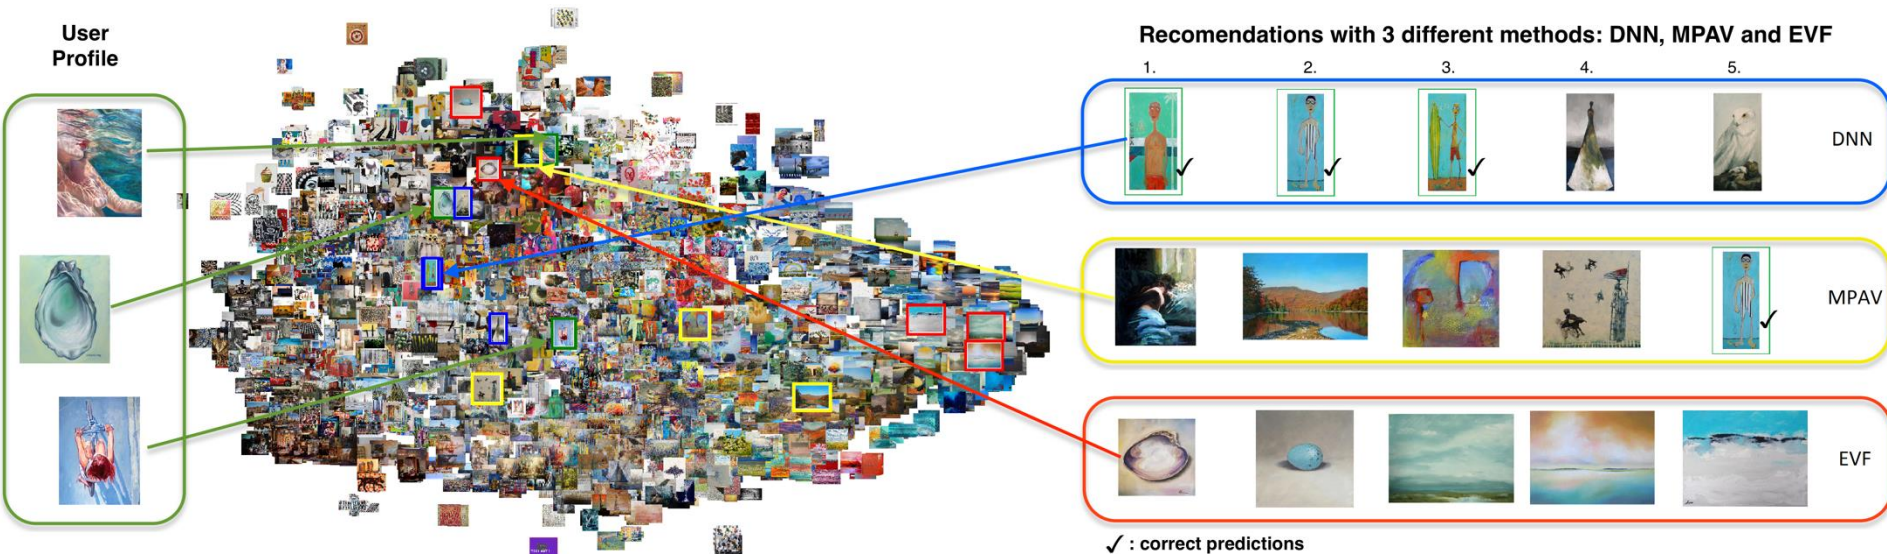 User
Profile
Recomendations with 3 different methods: DNN, MPAV and EVF
1. 2. 3. 4. 5.
DNN
MPAV
EVF
✓ : correct predictions